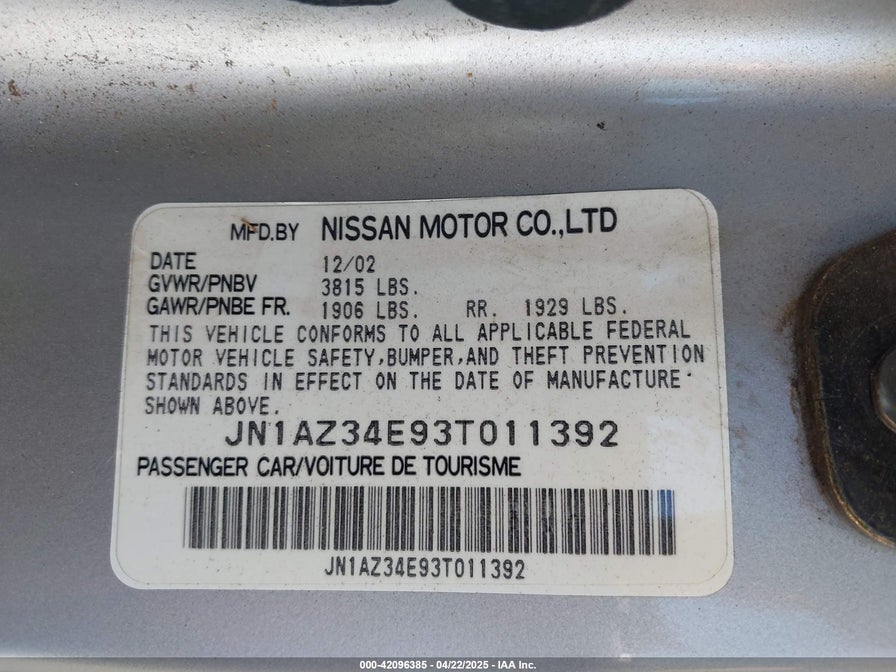 MFD.BY NISSAN MOTOR CO.,LTD
DATE 12/02
GVWR/PNBV 3815 LBS.
GAWR/PNBE FR. 1906 LBS. RR. 1929 LBS.
THIS VEHICLE CONFORMS TO ALL APPLICABLE FEDERAL
MOTOR VEHICLE SAFETY,BUMPER,AND THEFT PREVENTION
STANDARDS IN EFFECT ON THE DATE OF MANUFACTURE
SHOWN ABOVE.
JN1AZ34E93T011392
PASSENGER CAR/VOITURE DE TOURISME
JN1AZ34E93T011392
000-42096385 - 04/22/2025 - IAA Inc.